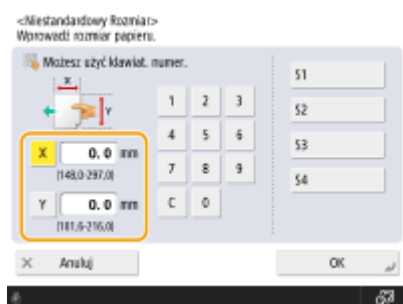 <Niestandardowy Rozmiar>
Wprowadź rozmiar papieru.
Możesz użyć klawiat. numer.
X
Y
X 0,0 mm
(148,0-297,0)
Y 0,0 mm
(101,6-216,0)
1 2 3
4 5 6
7 8 9
C 0
S1
S2
S3
S4
Anuluj
OK